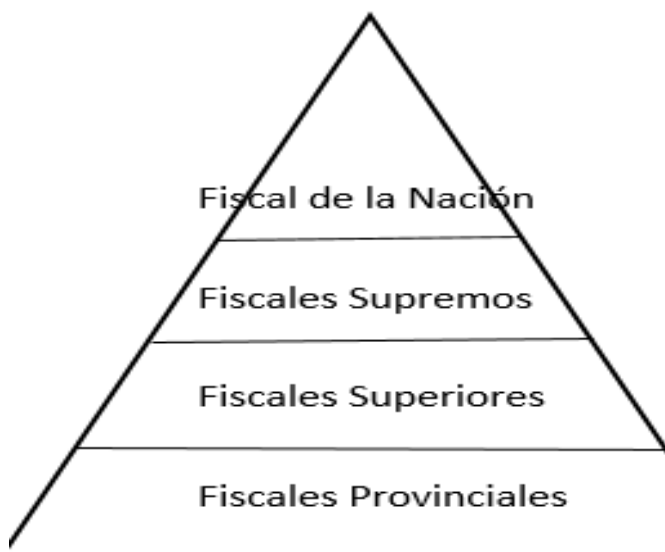 Fiscal de la Nación
Fiscales Supremos
Fiscales Superiores
Fiscales Provinciales